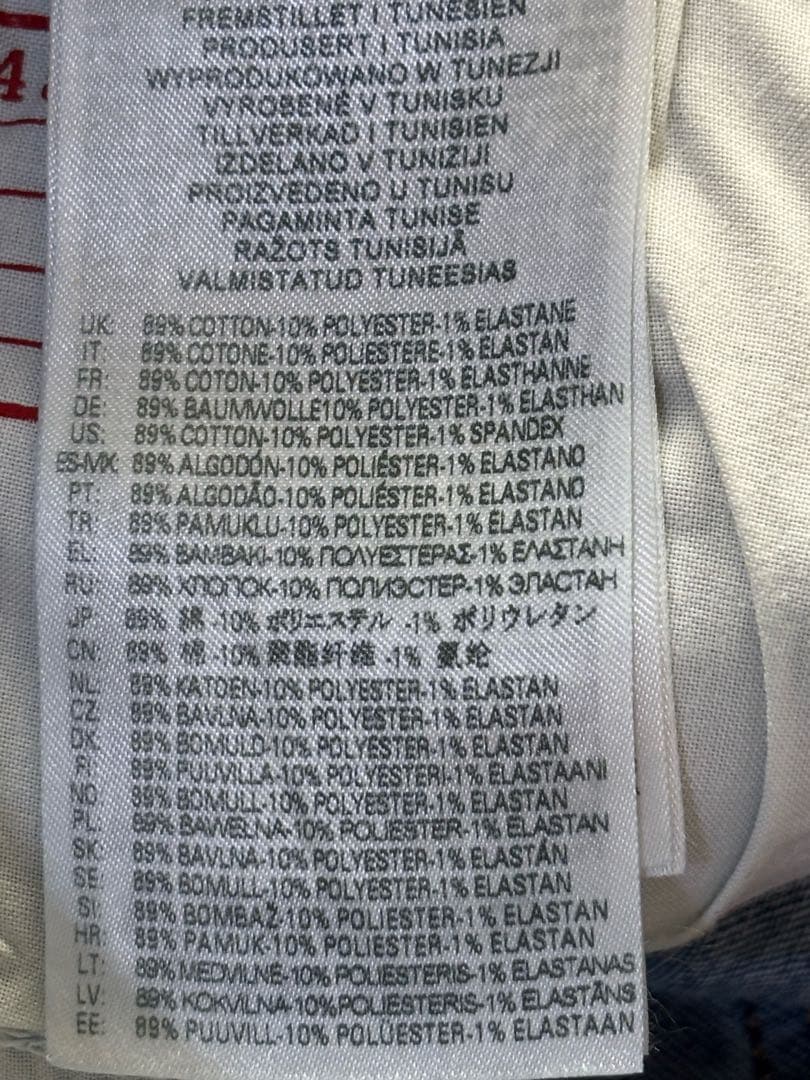 4
FREMSTILLET I TUNESIEN
PRODUSERT I TUNISIA
WYPRODUKOWANO W TUNEZJI
VYROBENÉ V TUNISKU
TILLVERKAD I TUNISIEN
IZDELANO V TUNIZIJI
PROIZVEDENO U TUNISU
PAGAMINTA TUNISE
RAŽOTS TUNISIJĀ
VALMISTATUD TUNEESIAS
UK: 89% COTTON-10% POLYESTER-1% ELASTANE
IT: 89% COTONE-10% POLIESTERE-1% ELASTAN
FR: 89% COTON-10% POLYESTER-1% ELASTHANNE
DE: 89% BAUMWOLLE10% POLYESTER-1% ELASTHAN
US: 89% COTTON-10% POLYESTER-1% SPANDEX
ES-MX: 89% ALGODÓN-10% POLIÉSTER-1% ELASTANO
PT: 89% ALGODÃO-10% POLIÉSTER-1% ELASTANO
TR: 89% PAMUKLU-10% POLYESTER-1% ELASTAN
EL: 89% ΒΑΜΒΑΚΙ-10% ΠΟΛΥΕΣΤΕΡΑΣ-1% ΕΛΑΣΤΑΝΗ
RU: 89% ХЛОПОК-10% ПОЛИЭСТЕР-1% ЭЛАСТАН
JP: 89% 綿 -10% ポリエステル -1% ポリウレタン
CN: 89% 棉 -10% 聚酯纤维 -1% 氨纶
NL: 89% KATOEN-10% POLYESTER-1% ELASTAN
CZ: 89% BAVLNA-10% POLYESTER-1% ELASTAN
DK: 89% BOMULD-10% POLYESTER-1% ELASTAN
89% PUUVILLA-10% POLYESTERI-1% ELASTAANI
NO: 89% BOMULL-10% POLYESTER-1% ELASTAN
PL: 89% BAWEŁNA-10% POLIESTER-1% ELASTAN
SK: 89% BAVLNA-10% POLYESTER-1% ELASTÁN
SE: 89% BOMULL-10% POLYESTER-1% ELASTAN
SI: 89% BOMBAŽ-10% POLIESTER-1% ELASTAN
HR: 89% PAMUK-10% POLIESTER-1% ELASTAN
LT: 89% MEDVILNĖ-10% POLIESTERIS-1% ELASTANAS
LV: 89% KOKVILNA-10%POLIESTERIS-1% ELASTĀNS
EE: 89% PUUVILL-10% POLÜESTER-1% ELASTAAN